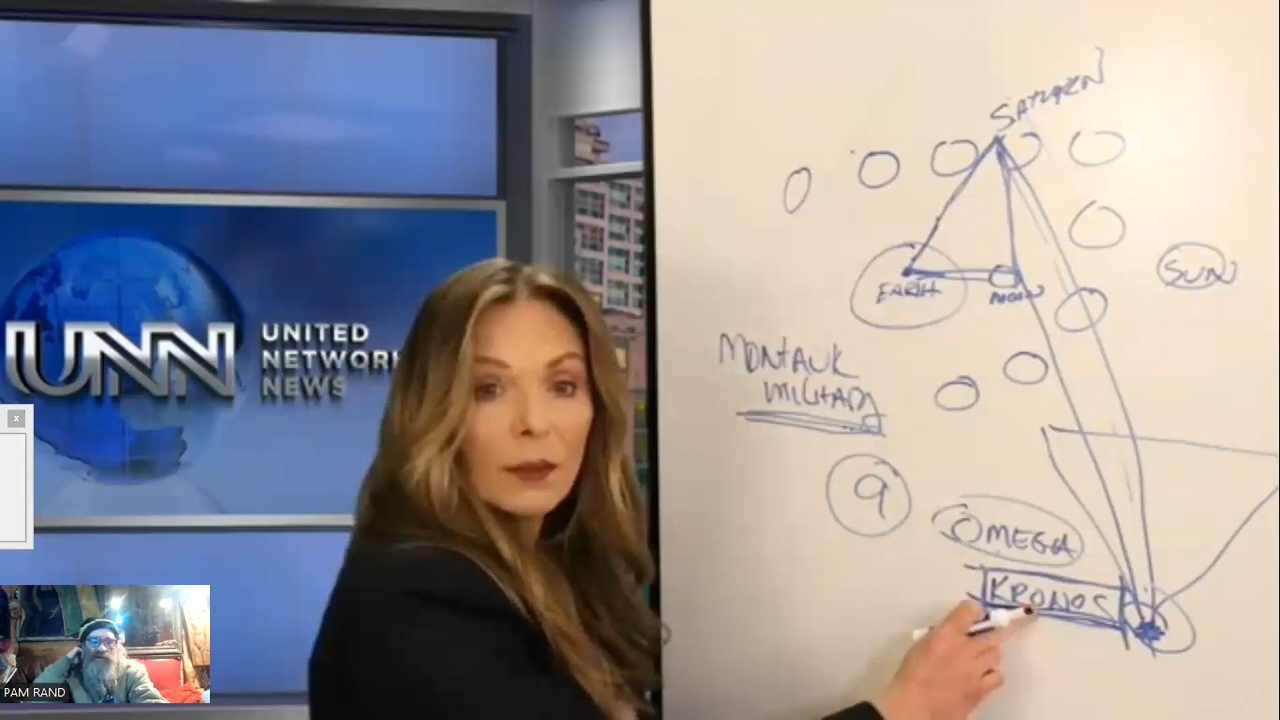 UNN
UNITED
NETWORK
NEWS
x
PAM RAND
SATURN
EARTH
MOON
SUN
MONTAUK
MILITARY
9
OMEGA
KRONOS